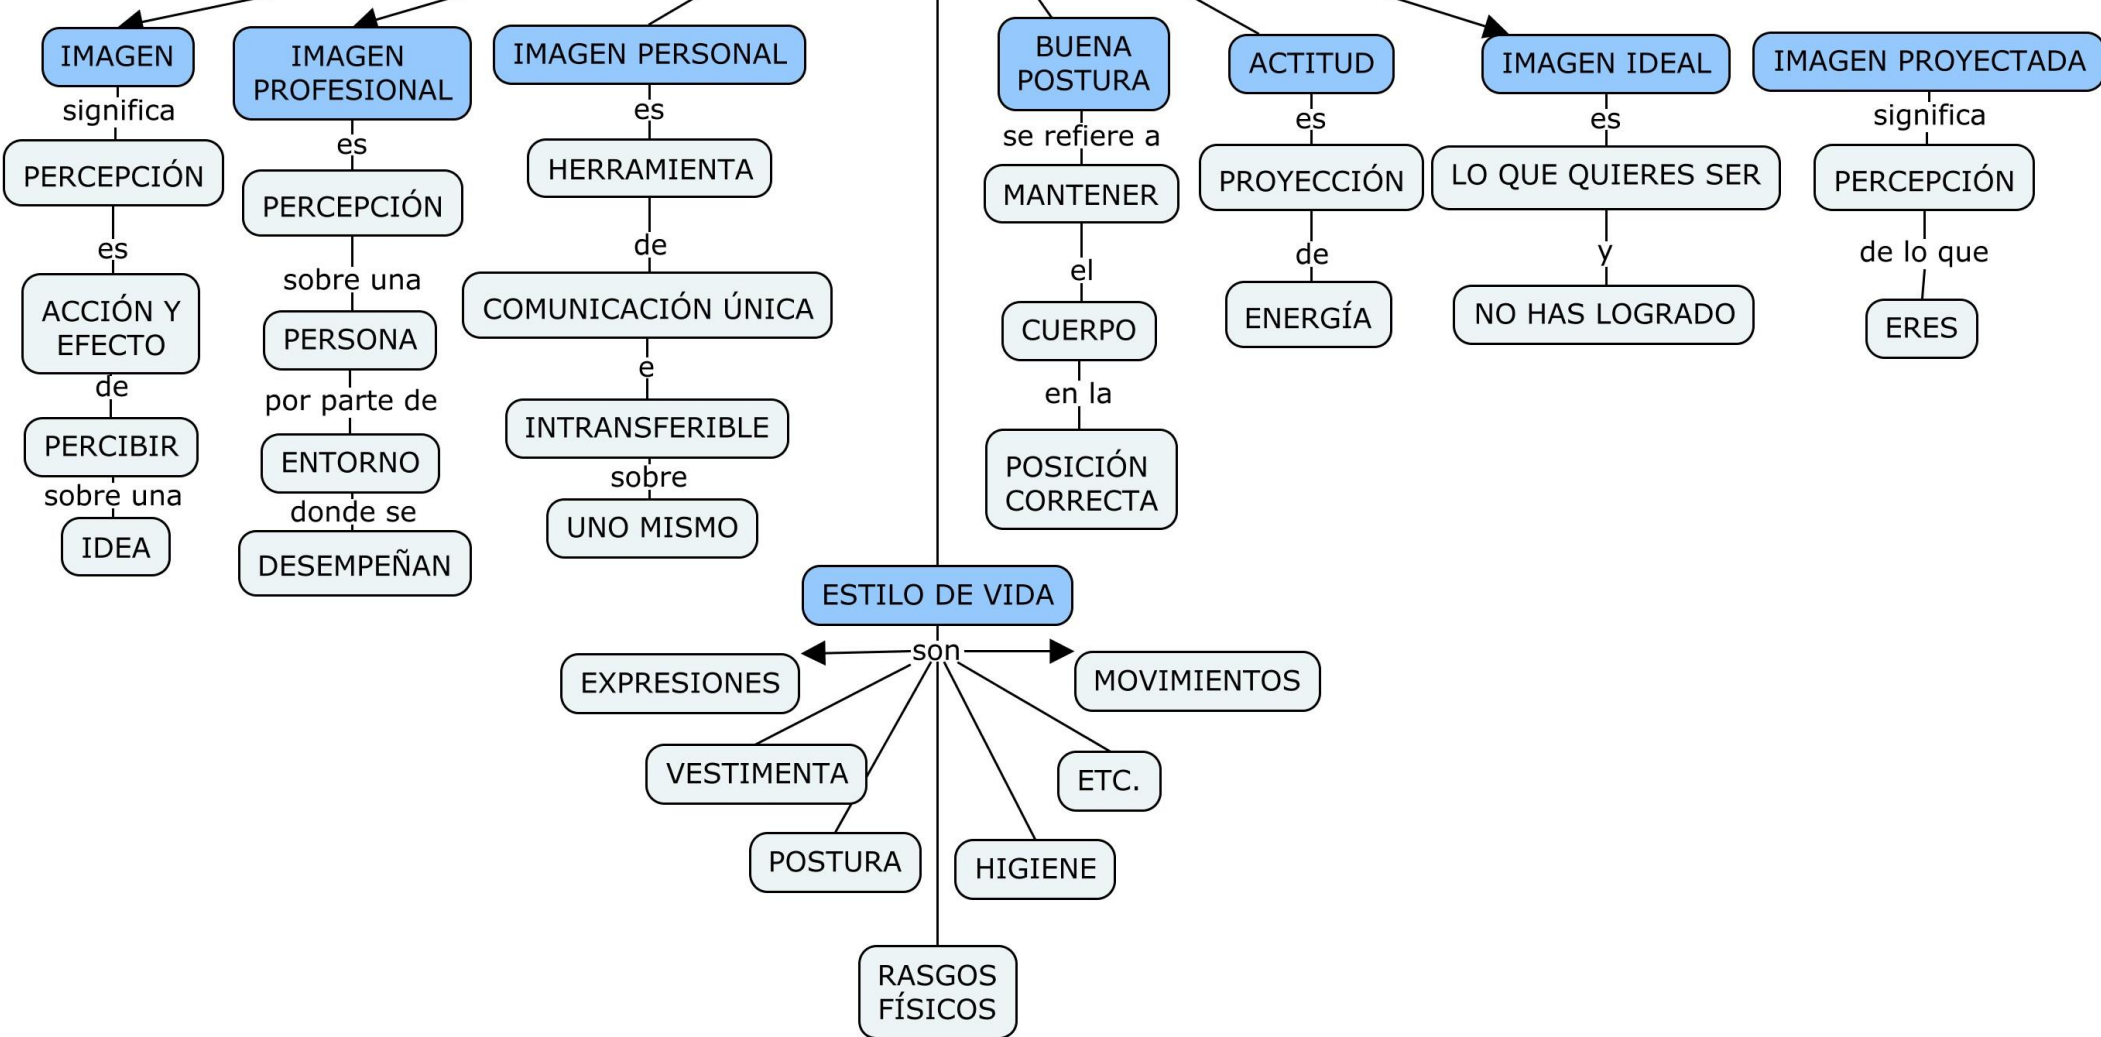 IMAGEN
significa
PERCEPCIÓN
es
ACCIÓN Y
EFECTO
de
PERCIBIR
sobre una
IDEA
IMAGEN
PROFESIONAL
es
PERCEPCIÓN
sobre una
PERSONA
por parte de
ENTORNO
donde se
DESEMPEÑAN
IMAGEN PERSONAL
es
HERRAMIENTA
de
COMUNICACIÓN ÚNICA
e
INTRANSFERIBLE
sobre
UNO MISMO
BUENA
POSTURA
se refiere a
MANTENER
el
CUERPO
en la
POSICIÓN
CORRECTA
ACTITUD
es
PROYECCIÓN
de
ENERGÍA
IMAGEN IDEAL
es
LO QUE QUIERES SER
y
NO HAS LOGRADO
IMAGEN PROYECTADA
significa
PERCEPCIÓN
de lo que
ERES
ESTILO DE VIDA
son
EXPRESIONES
MOVIMIENTOS
VESTIMENTA
ETC.
POSTURA
HIGIENE
RASGOS
FÍSICOS